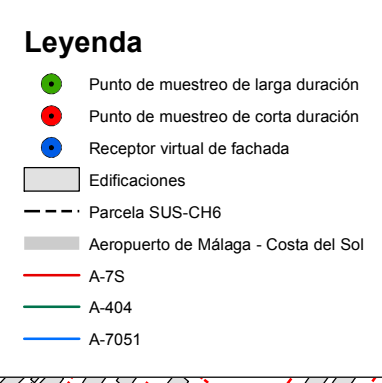 Leyenda
Punto de muestreo de larga duración
Punto de muestreo de corta duración
Receptor virtual de fachada
Edificaciones
Parcela SUS-CH6
Aeropuerto de Málaga - Costa del Sol
A-7S
A-404
A-7051